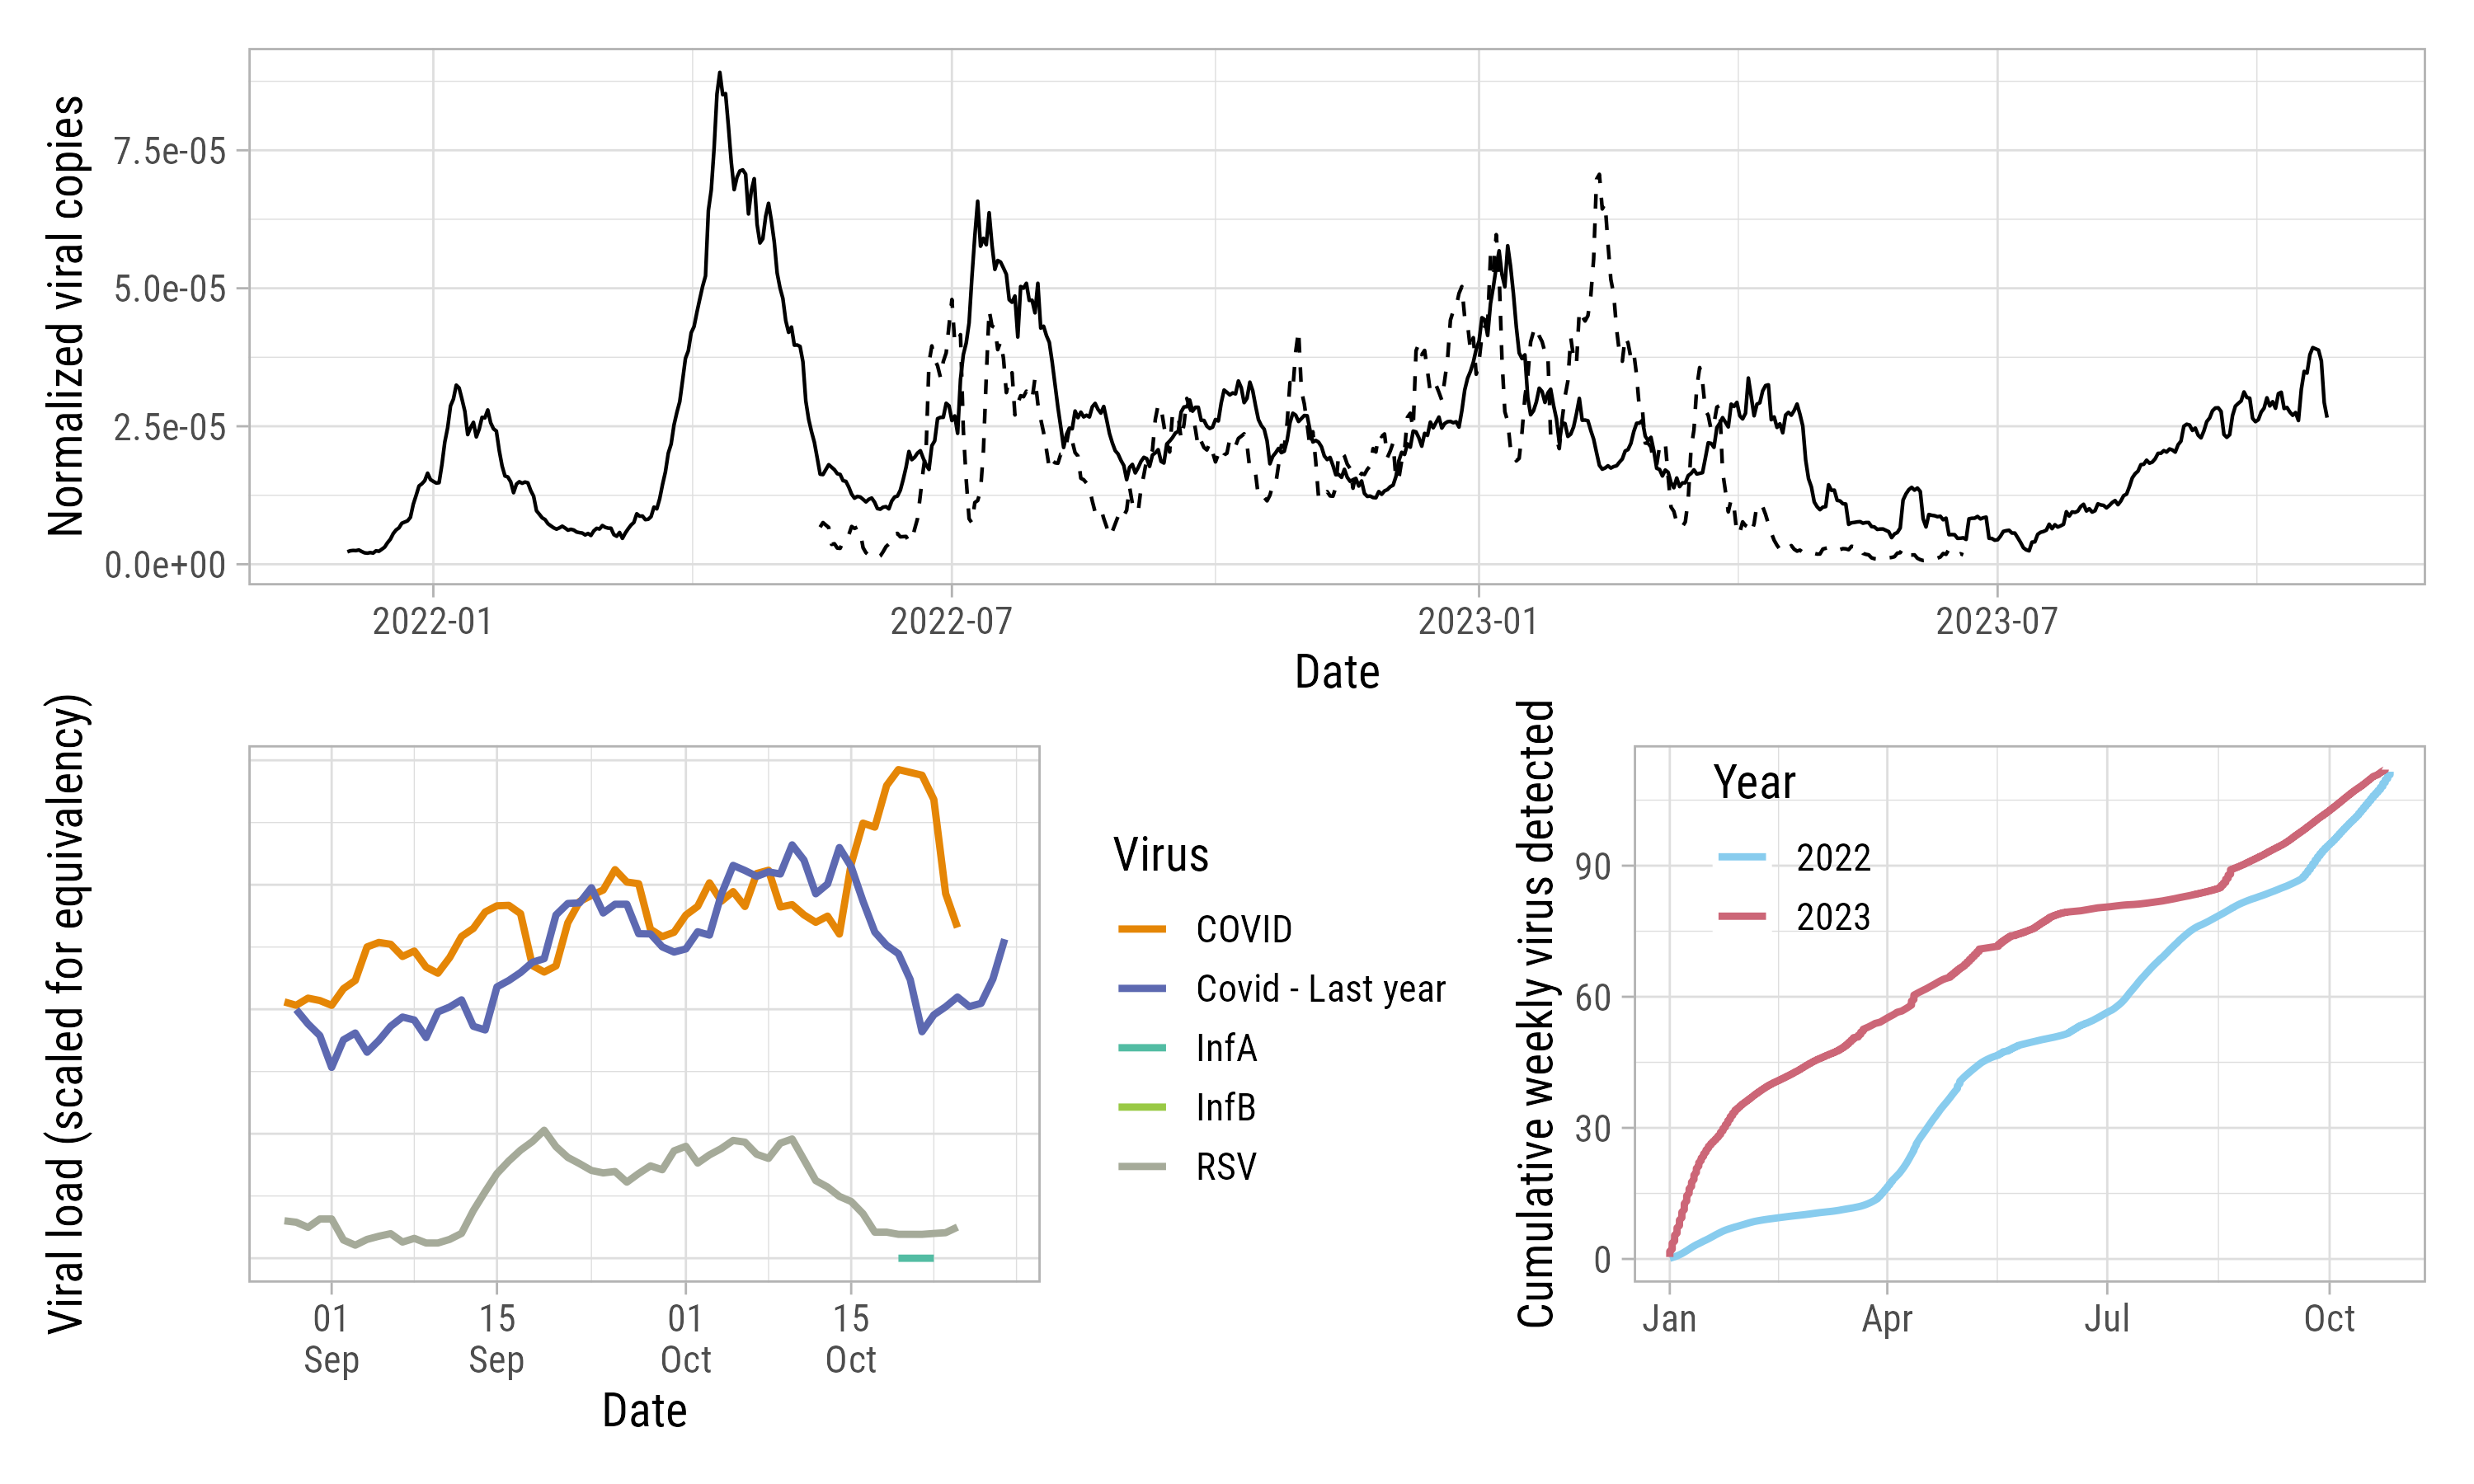 Normalized viral copies
7.5e-05
5.0e-05
2.5e-05
0.0e+00
2022-01
2022-07
2023-01
2023-07
Date
Viral load (scaled for equivalency)
01
Sep
15
Sep
01
Oct
15
Oct
Date
Virus
COVID
Covid - Last year
InfA
InfB
RSV
Cumulative weekly virus detected
90
60
30
0
Year
2022
2023
Jan
Apr
Jul
Oct